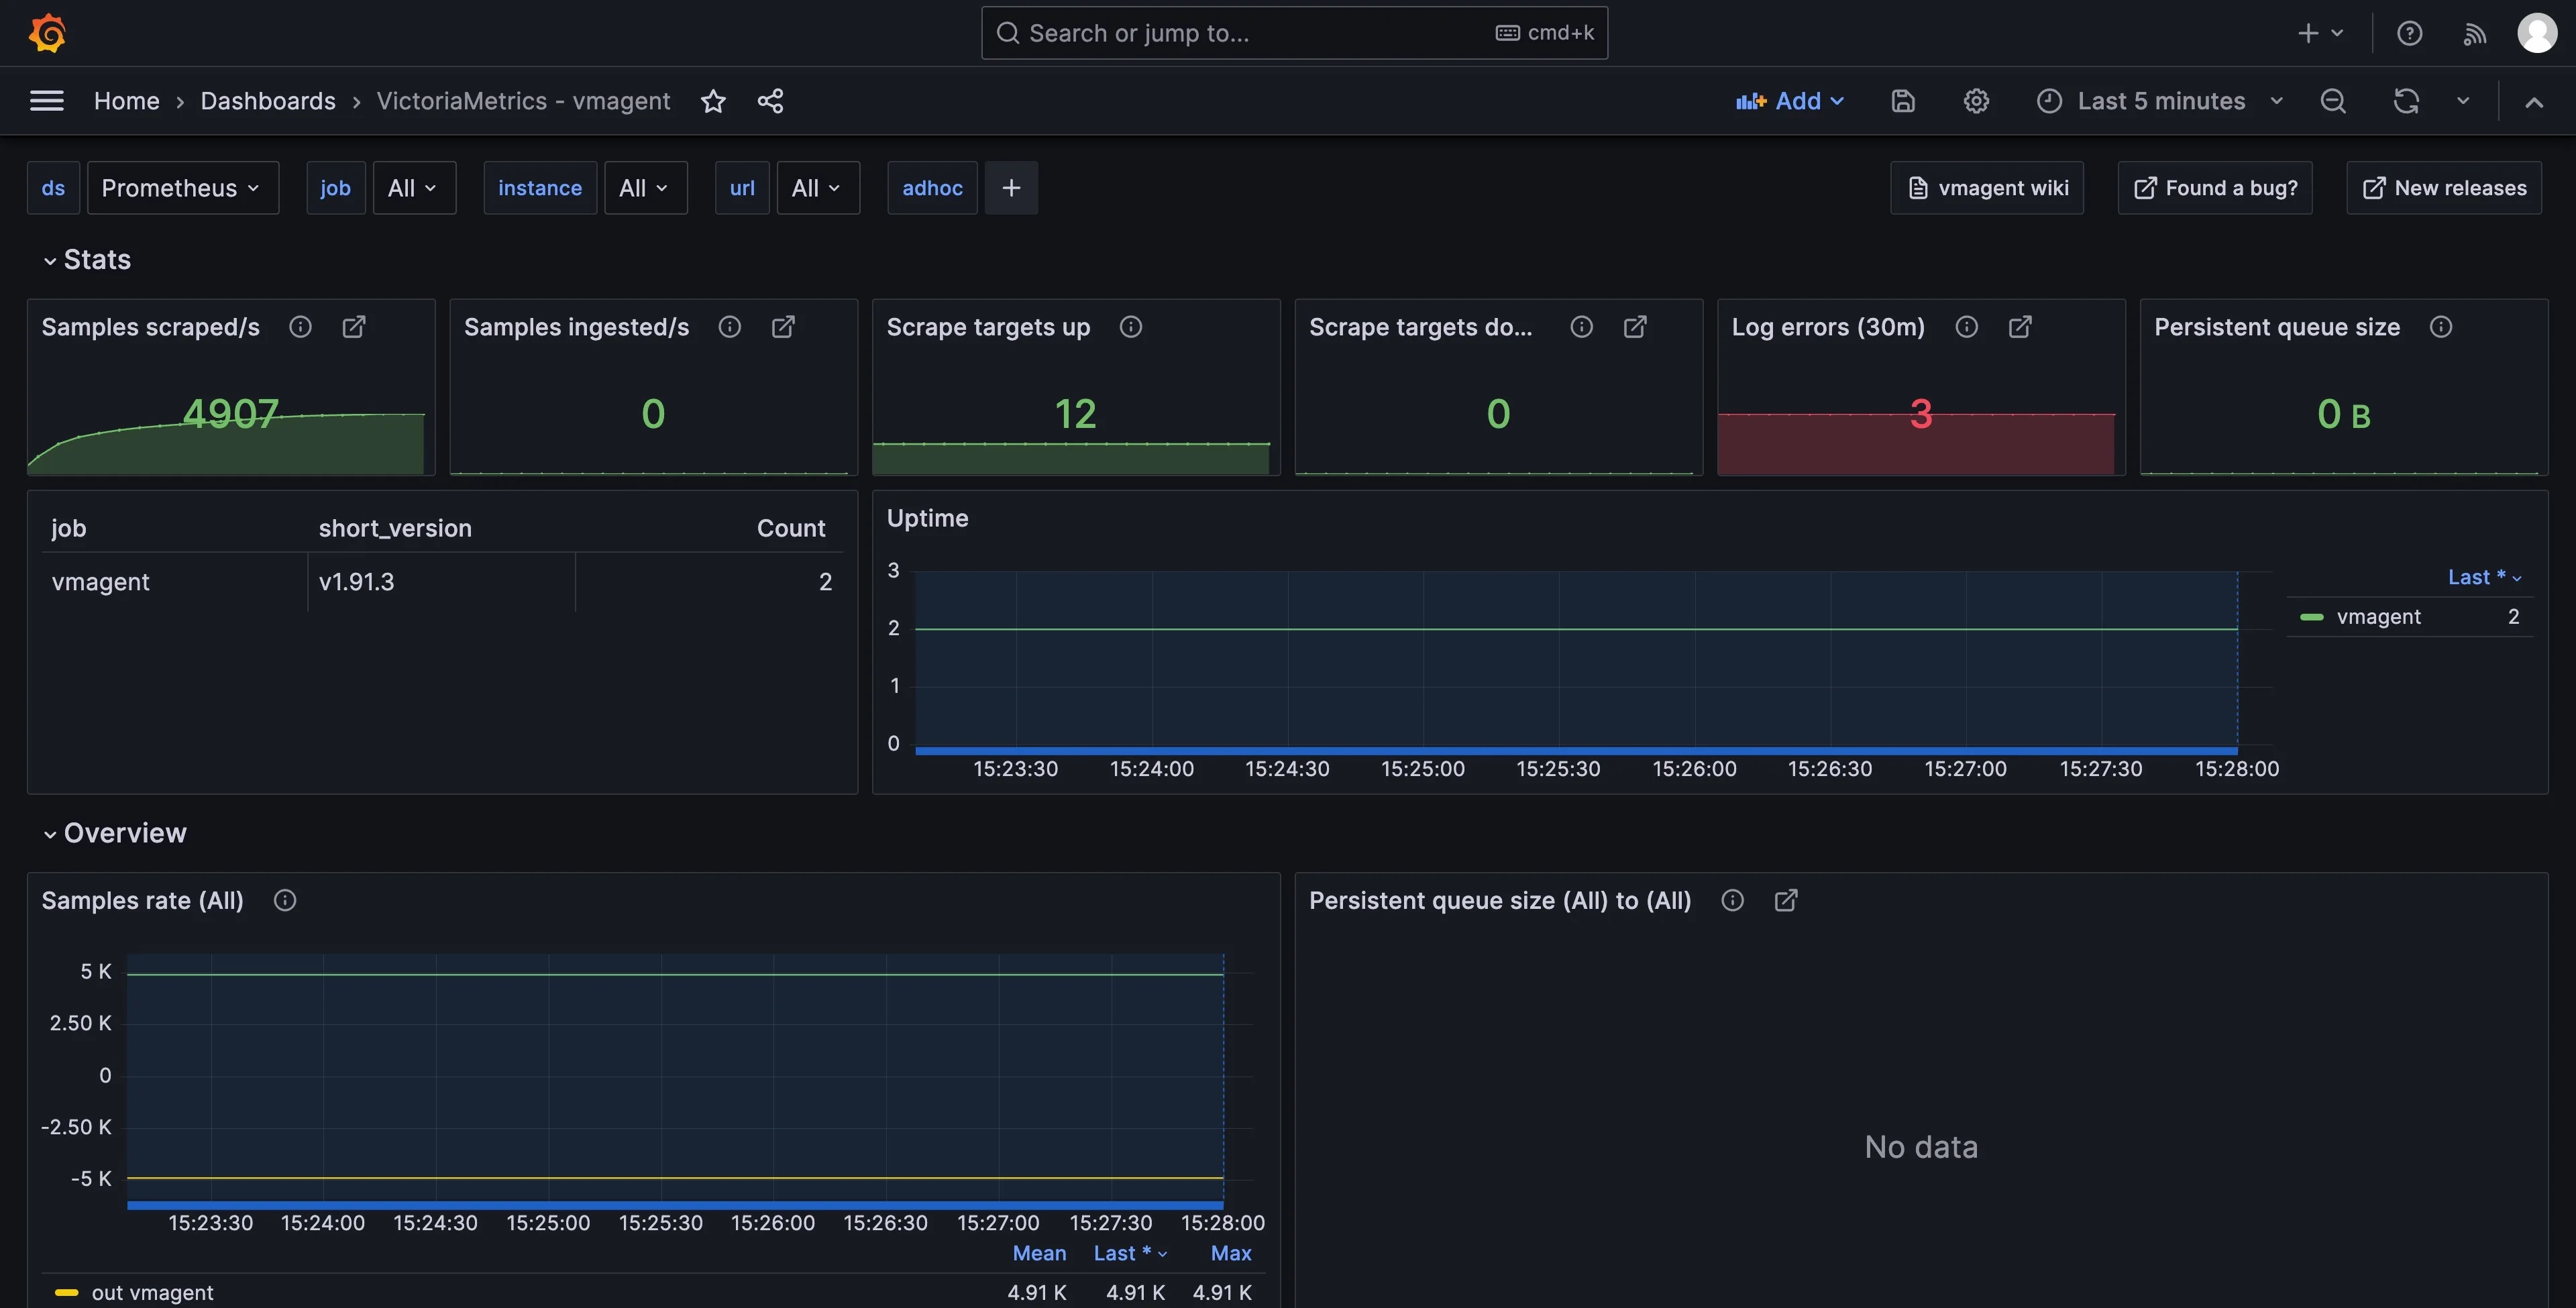 Search or jump to... cmd+k
Home › Dashboards › VictoriaMetrics - vmagent Add Last 5 minutes
ds Prometheus job All instance All url All adhoc + vmagent wiki Found a bug? New releases
Stats
Samples scraped/s
4907
Samples ingested/s
0
Scrape targets up
12
Scrape targets do...
0
Log errors (30m)
3
Persistent queue size
0 B
job short_version Count
vmagent v1.91.3 2
Uptime
3
2
1
0
15:23:30 15:24:00 15:24:30 15:25:00 15:25:30 15:26:00 15:26:30 15:27:00 15:27:30 15:28:00
Last *
vmagent 2
Overview
Samples rate (All)
5 K
2.50 K
0
-2.50 K
-5 K
15:23:30 15:24:00 15:24:30 15:25:00 15:25:30 15:26:00 15:26:30 15:27:00 15:27:30 15:28:00
Mean Last * Max
out vmagent 4.91 K 4.91 K 4.91 K
Persistent queue size (All) to (All)
No data